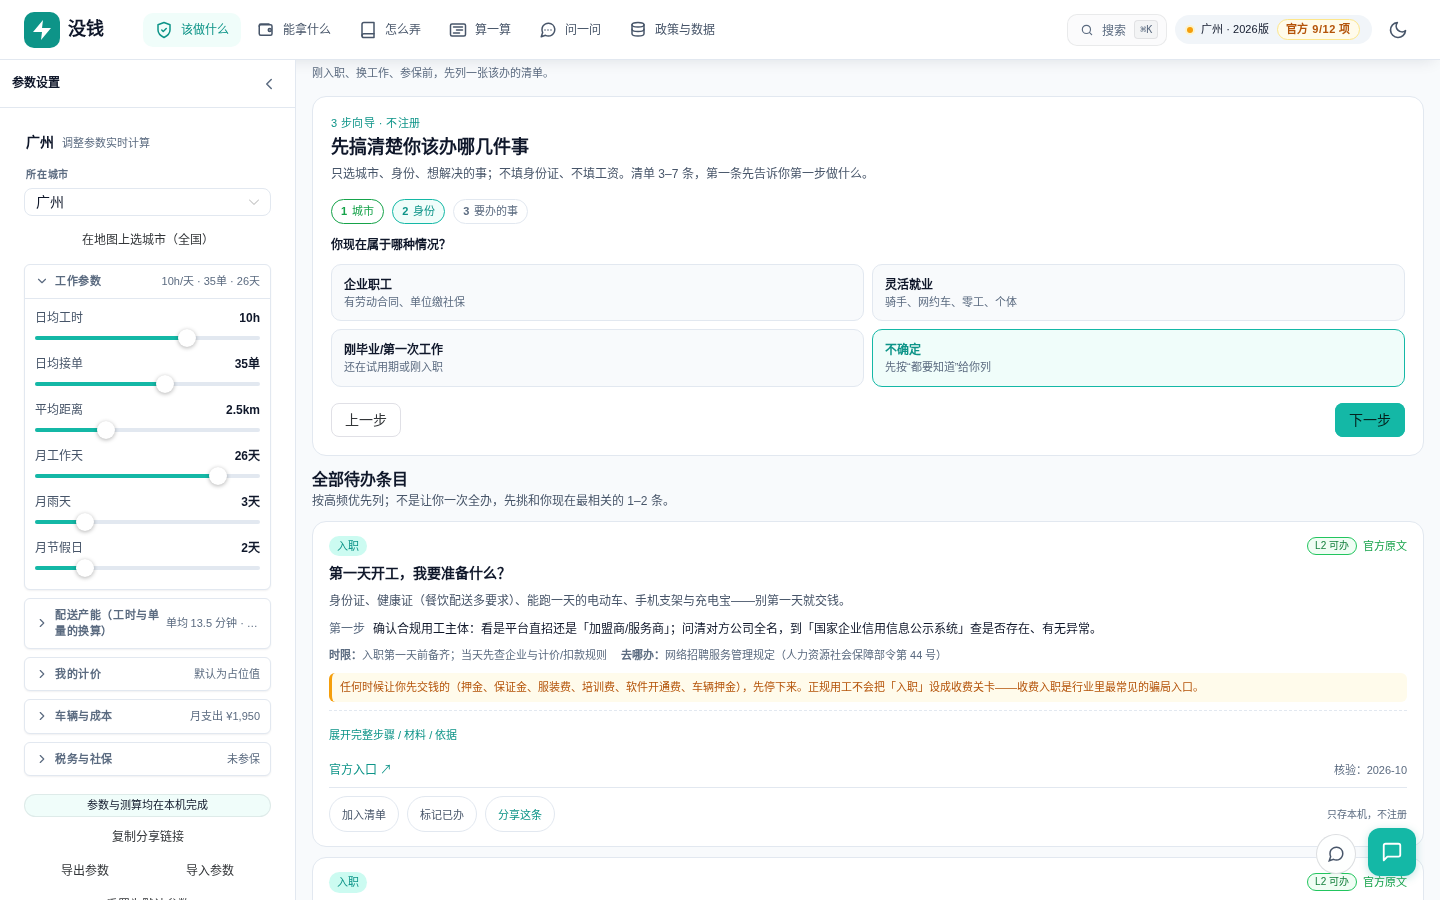 没钱
该做什么
能拿什么
怎么弄
算一算
问一问
政策与数据
搜索 ⌘K
广州 · 2026版 官方 9/12 项
参数设置
广州 调整参数实时计算
所在城市
广州
在地图上选城市（全国）
工作参数 10h/天 · 35单 · 26天
日均工时 10h
日均接单 35单
平均距离 2.5km
月工作天 26天
月雨天 3天
月节假日 2天
配送产能（工时与单量的换算） 单均 13.5 分钟 · ...
我的计价 默认为占位值
车辆与成本 月支出 ¥1,950
税务与社保 未参保
参数与测算均在本机完成
复制分享链接
导出参数 导入参数
刚入职、换工作、参保前，先列一张该办的清单。
3 步向导 · 不注册
先搞清楚你该办哪几件事
只选城市、身份、想解决的事；不填身份证、不填工资。清单 3–7 条，第一条先告诉你第一步做什么。
1 城市 2 身份 3 要办的事
你现在属于哪种情况？
企业职工
有劳动合同、单位缴社保
灵活就业
骑手、网约车、零工、个体
刚毕业/第一次工作
还在试用期或刚入职
不确定
先按“都要知道”给你列
上一步 下一步
全部待办条目
按高频优先列；不是让你一次全办，先挑和你现在最相关的 1–2 条。
入职 L2 可办 官方原文
第一天开工，我要准备什么？
身份证、健康证（餐饮配送多要求）、能跑一天的电动车、手机支架与充电宝——别第一天就交钱。
第一步 确认合规用工主体：看是平台直招还是「加盟商/服务商」；问清对方公司全名，到「国家企业信用信息公示系统」查是否存在、有无异常。
时限：入职第一天前备齐；当天先查企业与计价/扣款规则 去哪办：网络招聘服务管理规定（人力资源社会保障部令第 44 号）
任何时候让你先交钱的（押金、保证金、服装费、培训费、软件开通费、车辆押金），先停下来。正规用工不会把「入职」设成收费关卡——收费入职是行业里最常见的骗局入口。
展开完整步骤 / 材料 / 依据
官方入口 ↗ 核验：2026-10
加入清单 标记已办 分享这条 只存本机，不注册
入职 L2 可办 官方原文